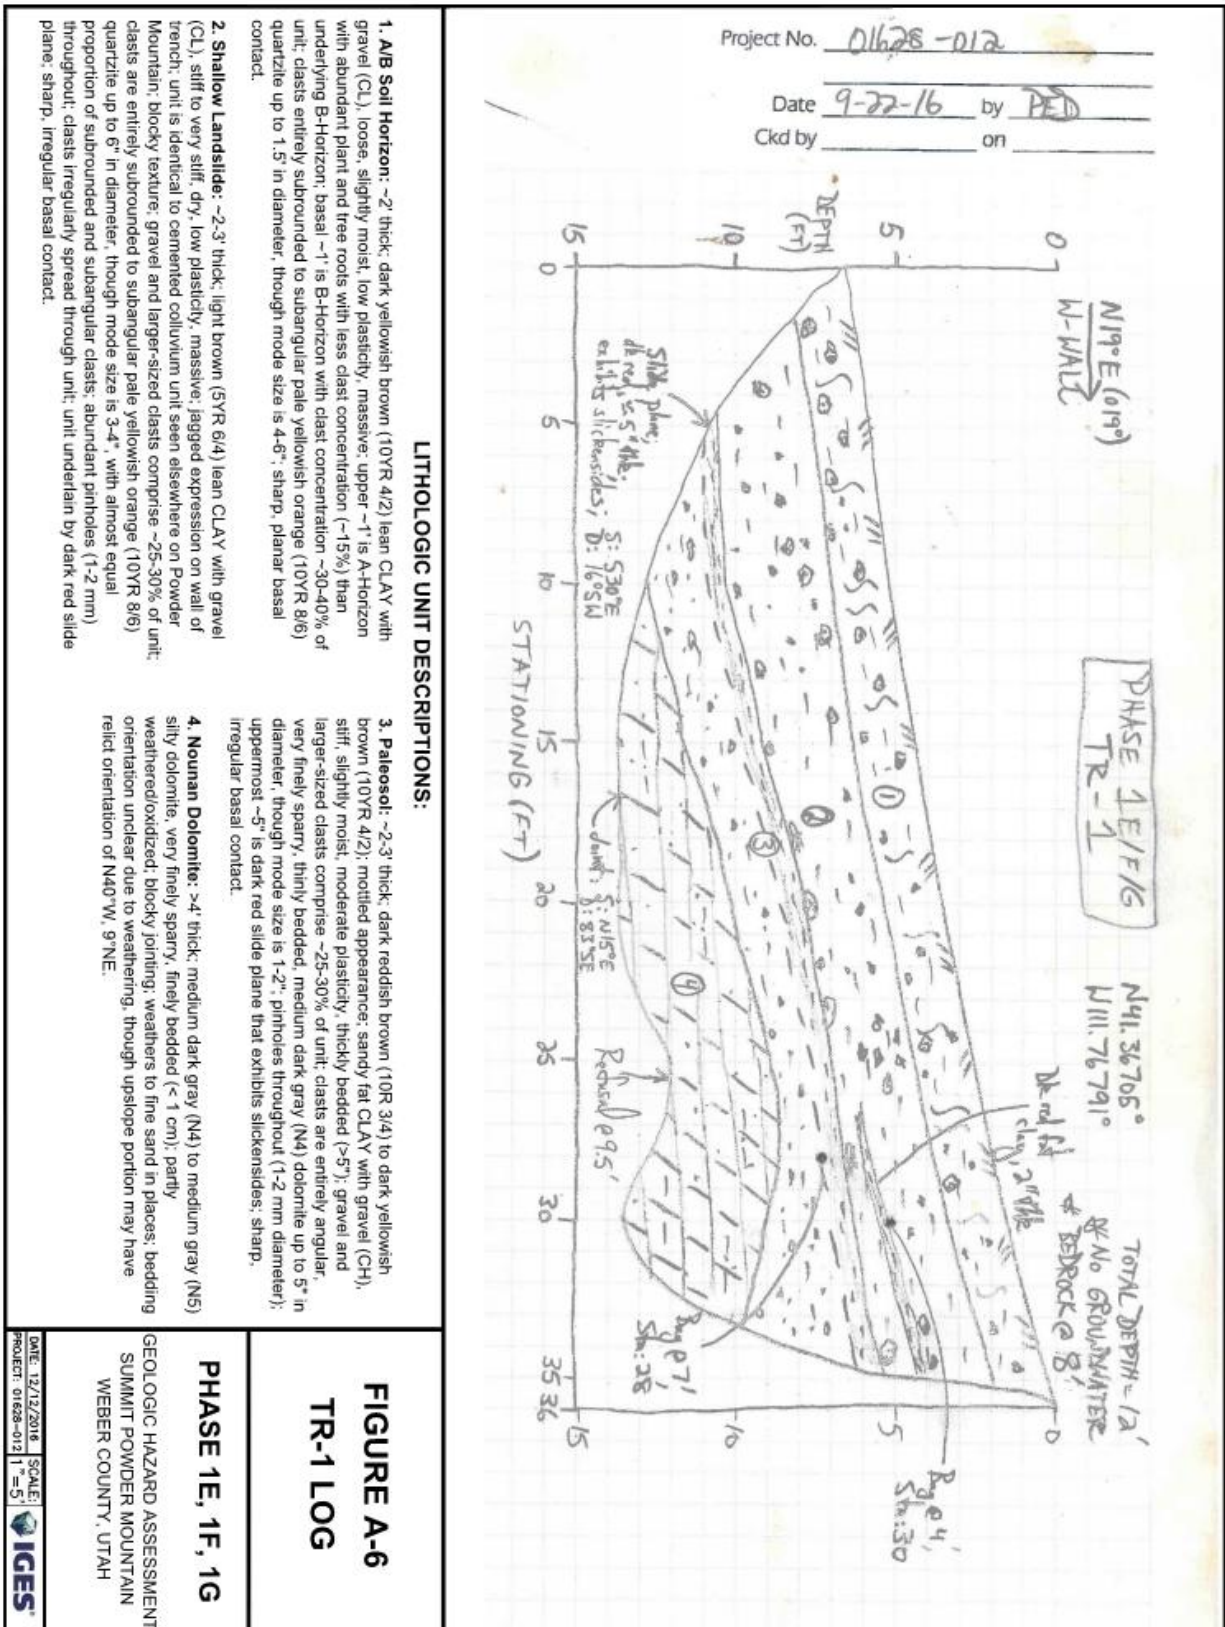 Project No. 01628-012
Date 9-22-16 by PED
Ckd by on
N19°E (019°)
W-WALL
PHASE 1E/F/G
TR-1
N41.36705°
W111.76791°
TOTAL DEPTH = 12'
* No GROUNDWATER
* BEDROCK @ 8'
DEPTH
(FT)
0
5
10
15
Dk red fat
clay, 2" thk
1
2
3
4
Slide plane;
dk red, ≈5" thk.
exhibits slickensides;
S: S30°E
D: 16°SW
Joint: S: N15°E
D: 83°SE
Refusal @ 9.5'
Bag @ 7',
Sta: 28
Bag @ 4',
Sta: 30
0
5
10
15
0 5 10 15 20 25 30 35 36
STATIONING (FT)
LITHOLOGIC UNIT DESCRIPTIONS:
1. A/B Soil Horizon: ~2' thick; dark yellowish brown (10YR 4/2) lean CLAY with
gravel (CL), loose, slightly moist, low plasticity, massive; upper ~1' is A-Horizon
with abundant plant and tree roots with less clast concentration (~15%) than
underlying B-Horizon; basal ~1' is B-Horizon with clast concentration ~30-40% of
unit; clasts entirely subrounded to subangular pale yellowish orange (10YR 8/6)
quartzite up to 1.5' in diameter, though mode size is 4-6"; sharp, planar basal
contact.
2. Shallow Landslide: ~2-3' thick; light brown (5YR 6/4) lean CLAY with gravel
(CL), stiff to very stiff, dry, low plasticity, massive; jagged expression on wall of
trench; unit is identical to cemented colluvium unit seen elsewhere on Powder
Mountain; blocky texture; gravel and larger-sized clasts comprise ~25-30% of unit;
clasts are entirely subrounded to subangular pale yellowish orange (10YR 8/6)
quartzite up to 6" in diameter, though mode size is 3-4", with almost equal
proportion of subrounded and subangular clasts; abundant pinholes (1-2 mm)
throughout; clasts irregularly spread through unit; unit underlain by dark red slide
plane; sharp, irregular basal contact.
3. Paleosol: ~2-3' thick; dark reddish brown (10R 3/4) to dark yellowish
brown (10YR 4/2); mottled appearance; sandy fat CLAY with gravel (CH),
stiff, slightly moist, moderate plasticity, thickly bedded (>5"); gravel and
larger-sized clasts comprise ~25-30% of unit; clasts are entirely angular,
very finely sparry, thinly bedded, medium dark gray (N4) dolomite up to 5" in
diameter, though mode size is 1-2"; pinholes throughout (1-2 mm diameter);
uppermost ~5" is dark red slide plane that exhibits slickensides; sharp,
irregular basal contact.
4. Nounan Dolomite: >4' thick; medium dark gray (N4) to medium gray (N5)
silty dolomite, very finely sparry, finely bedded (< 1 cm); partly
weathered/oxidized; blocky jointing; weathers to fine sand in places; bedding
orientation unclear due to weathering, though upslope portion may have
relict orientation of N40°W, 9°NE.
FIGURE A-6
TR-1 LOG
PHASE 1E, 1F, 1G
GEOLOGIC HAZARD ASSESSMENT
SUMMIT POWDER MOUNTAIN
WEBER COUNTY, UTAH
DATE: 12/12/2016 SCALE:
PROJECT: 01628-012 1"=5'
IGES